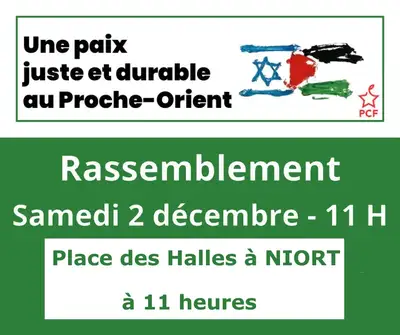 Une paix
juste et durable
au Proche-Orient
PCF
Rassemblement
Samedi 2 décembre - 11 H
Place des Halles à NIORT
à 11 heures